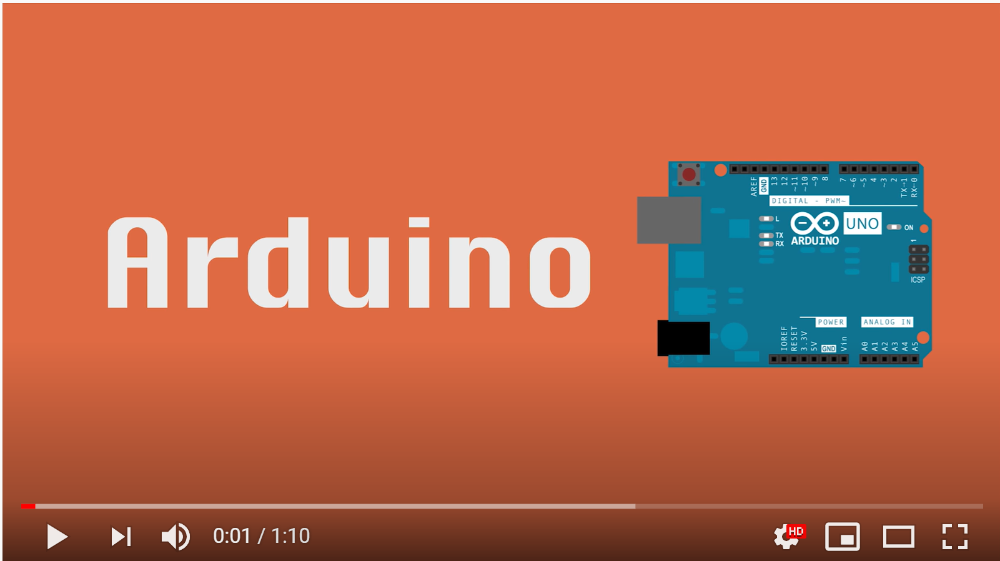 Arduino
AREF
GND
13
12
~11
~10
~9
8
7
~6
~5
4
~3
2
TX→1
RX←0
DIGITAL - PWM~
L
TX
RX
ARDUINO
UNO
ON
1
ICSP
POWER
ANALOG IN
IOREF
RESET
3.3V
5V
GND
Vin
A0
A1
A2
A3
A4
A5
0:01 / 1:10
HD